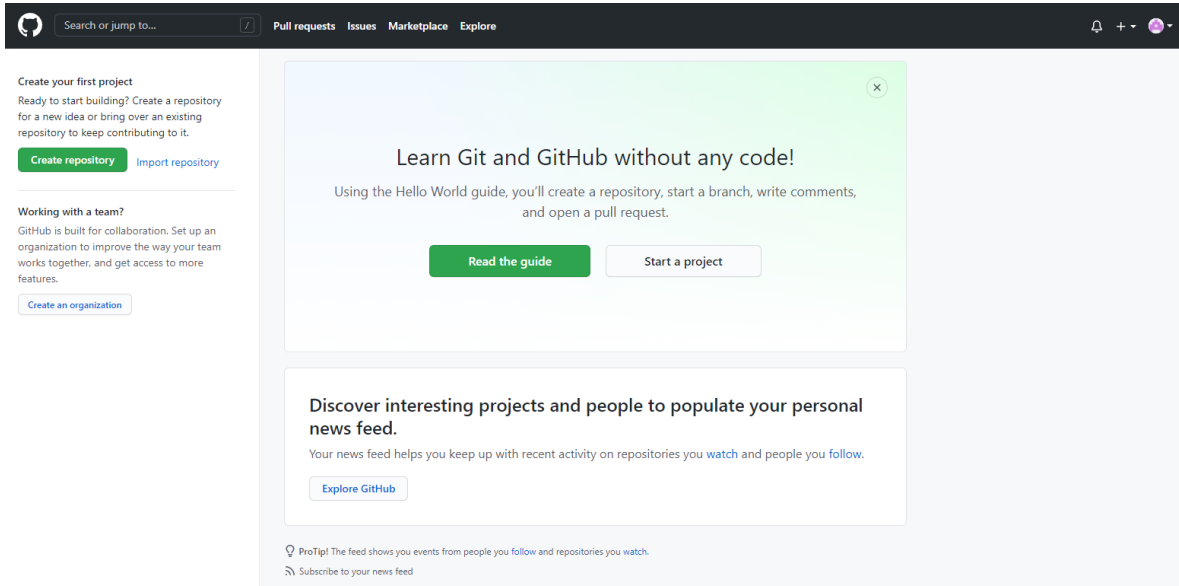 Search or jump to... /
Pull requests Issues Marketplace Explore
Create your first project
Ready to start building? Create a repository
for a new idea or bring over an existing
repository to keep contributing to it.
Create repository Import repository
Working with a team?
GitHub is built for collaboration. Set up an
organization to improve the way your team
works together, and get access to more
features.
Create an organization
Learn Git and GitHub without any code!
Using the Hello World guide, you’ll create a repository, start a branch, write comments,
and open a pull request.
Read the guide Start a project
Discover interesting projects and people to populate your personal
news feed.
Your news feed helps you keep up with recent activity on repositories you watch and people you follow.
Explore GitHub
ProTip! The feed shows you events from people you follow and repositories you watch.
Subscribe to your news feed